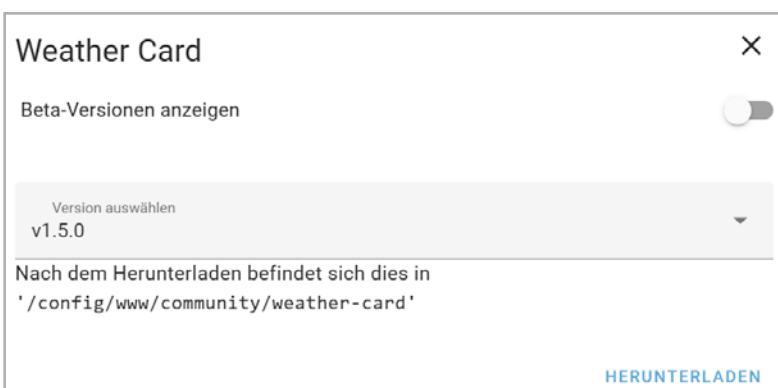 Weather Card
Beta-Versionen anzeigen
Version auswählen
v1.5.0
Nach dem Herunterladen befindet sich dies in
'/config/www/community/weather-card'
HERUNTERLADEN